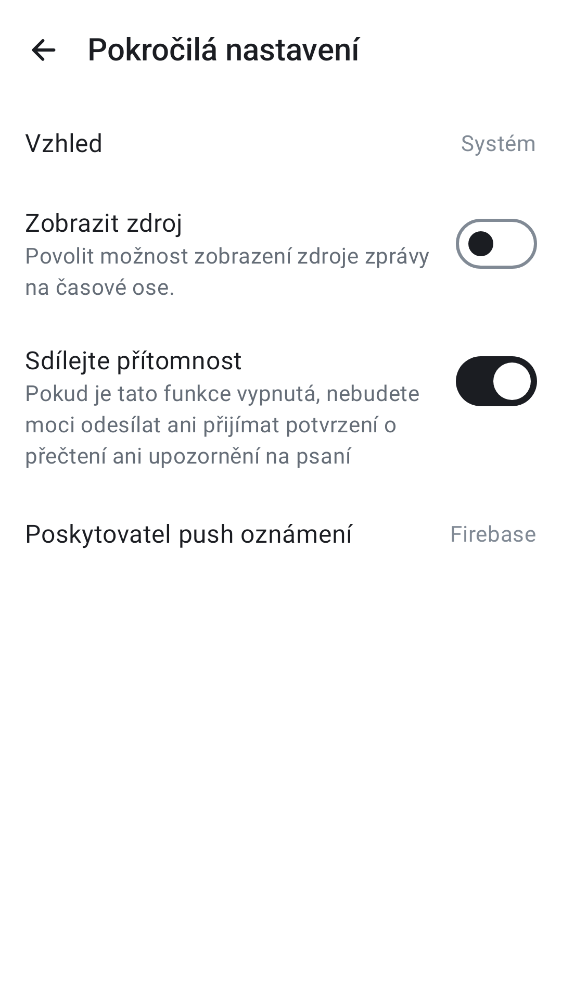 Pokročilá nastavení
Vzhled
Systém
Zobrazit zdroj
Povolit možnost zobrazení zdroje zprávy
na časové ose.
Sdílejte přítomnost
Pokud je tato funkce vypnutá, nebudete
moci odesílat ani přijímat potvrzení o
přečtení ani upozornění na psaní
Poskytovatel push oznámení
Firebase